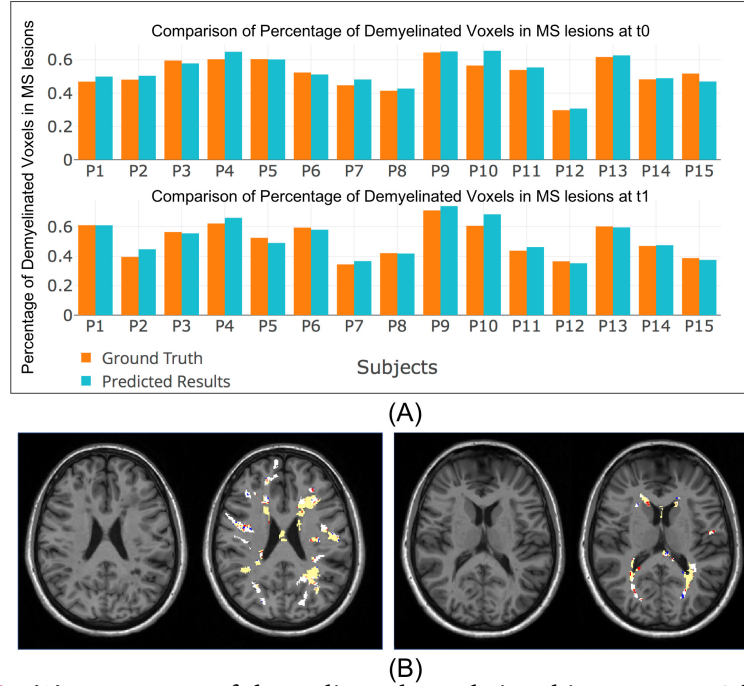 Comparison of Percentage of Demyelinated Voxels in MS lesions at t0
Percentage of Demyelinated Voxels in MS lesions
0.6
0.4
0.2
0
P1 P2 P3 P4 P5 P6 P7 P8 P9 P10 P11 P12 P13 P14 P15
Comparison of Percentage of Demyelinated Voxels in MS lesions at t1
0.6
0.4
0.2
0
P1 P2 P3 P4 P5 P6 P7 P8 P9 P10 P11 P12 P13 P14 P15
Ground Truth
Predicted Results
Subjects
(A)
(B)